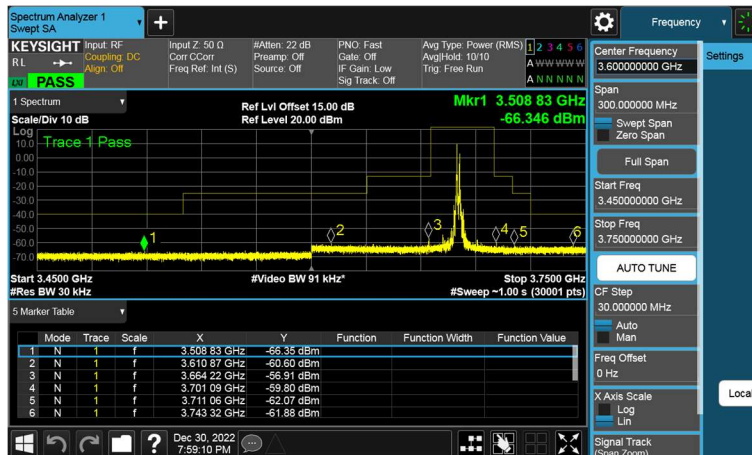 Spectrum Analyzer 1
Swept SA
Frequency
KEYSIGHT
RL
LXI
PASS
Input: RF
Coupling: DC
Align: Off
Input Z: 50 Ω
Corr CCorr
Freq Ref: Int (S)
#Atten: 22 dB
Preamp: Off
Source: Off
PNO: Fast
Gate: Off
IF Gain: Low
Sig Track: Off
Avg Type: Power (RMS)
Avg|Hold: 10/10
Trig: Free Run
1 2 3 4 5 6
A W W W W W
A N N N N N
1 Spectrum
Scale/Div 10 dB
Ref Lvl Offset 15.00 dB
Ref Level 20.00 dBm
Mkr1 3.508 83 GHz
-66.346 dBm
Log
Trace 1 Pass
10.0
0.00
-10.0
-20.0
-30.0
-40.0
-50.0
-60.0
-70.0
1
2
3
4
5
6
Start 3.4500 GHz
#Res BW 30 kHz
#Video BW 91 kHz*
Stop 3.7500 GHz
#Sweep ~1.00 s (30001 pts)
5 Marker Table
Mode Trace Scale X Y Function Function Width Function Value
1 N 1 f 3.508 83 GHz -66.35 dBm
2 N 1 f 3.610 87 GHz -60.60 dBm
3 N 1 f 3.664 22 GHz -56.91 dBm
4 N 1 f 3.701 09 GHz -59.80 dBm
5 N 1 f 3.711 06 GHz -62.07 dBm
6 N 1 f 3.743 32 GHz -61.88 dBm
?
Dec 30, 2022
7:59:10 PM
Center Frequency
3.600000000 GHz
Settings
Span
300.000000 MHz
Swept Span
Zero Span
Full Span
Start Freq
3.450000000 GHz
Stop Freq
3.750000000 GHz
AUTO TUNE
CF Step
30.000000 MHz
Auto
Man
Freq Offset
0 Hz
X Axis Scale
Log
Lin
Local
Signal Track
(Span Zoom)